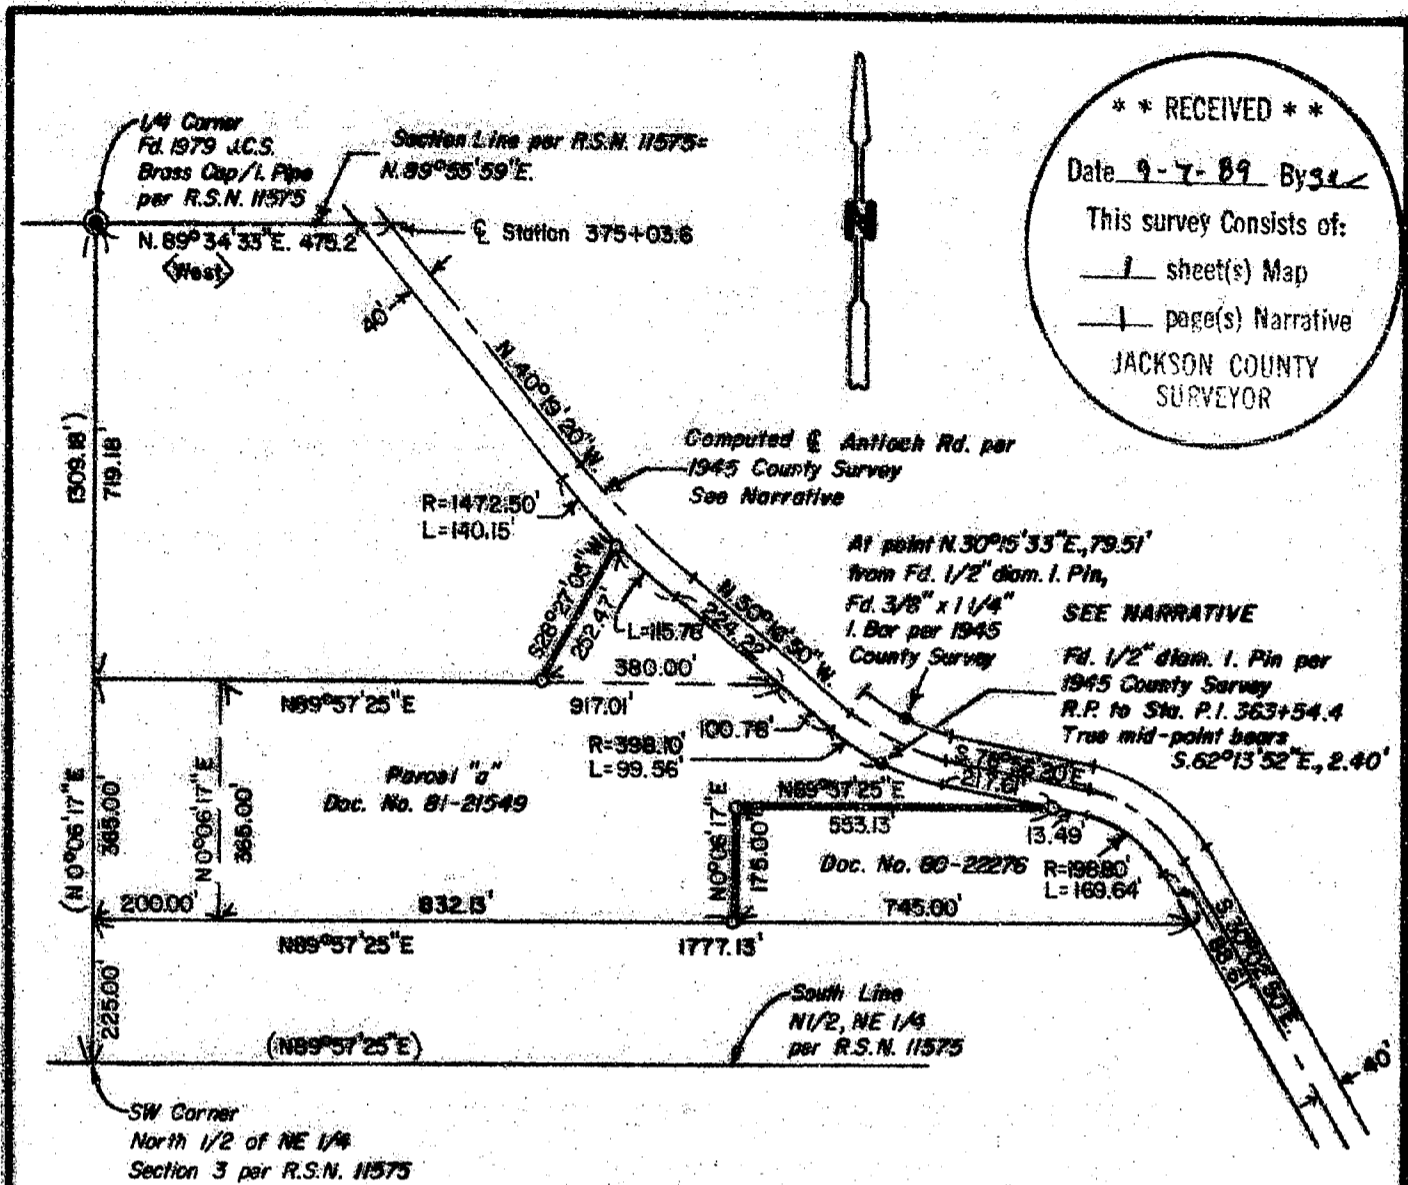 1/4 Corner
Fd. 1979 J.C.S.
Brass Cap/I. Pipe
per R.S.N. 11575
Section Line per R.S.N. 11575=
N.89°55'59"E.
N. 89°34'33"E. 475.2
<West>
℄ Station 375+03.6
N
* * RECEIVED * *
Date 9-7-89 By
This survey Consists of:
1 sheet(s) Map
1 page(s) Narrative
JACKSON COUNTY
SURVEYOR
40'
N. 40°19'20"W.
Computed ℄ Antioch Rd. per
1945 County Survey
See Narrative
1309.18')
719.18'
R=1472.50'
L=140.15'
At point N.30°15'33"E.,79.51'
from Fd. 1/2" diam. I. Pin,
Fd. 3/8" x 1 1/4"
I. Bar per 1945
County Survey
SEE NARRATIVE
Fd. 1/2" diam. I. Pin per
1945 County Survey
R.P. to Sta. P.I. 363+54.4
True mid-point bears
S.62°13'52"E., 2.40'
S28°27'05"W
252.47'
L=115.76'
N. 50°16'50"W.
224.22
380.00'
N89°57'25"E
917.01'
100.78'
R=398.10'
L=99.56'
Parcel "a"
Doc. No. 81-21549
(N0°06'17"E
365.00'
N0°06'17"E
365.00'
N89°57'25"E
553.13'
13.49'
N0°06'17"E
175.00'
Doc. No. 80-22276
R=198.80'
L=169.64'
200.00'
832.13'
745.00'
N89°57'25"E
1777.13'
225.00'
S. 30°02'50"E.
South Line
N1/2, NE 1/4
per R.S.N. 11575
(N89°57'25"E)
40'
SW Corner
North 1/2 of NE 1/4
Section 3 per R.S.N. 11575